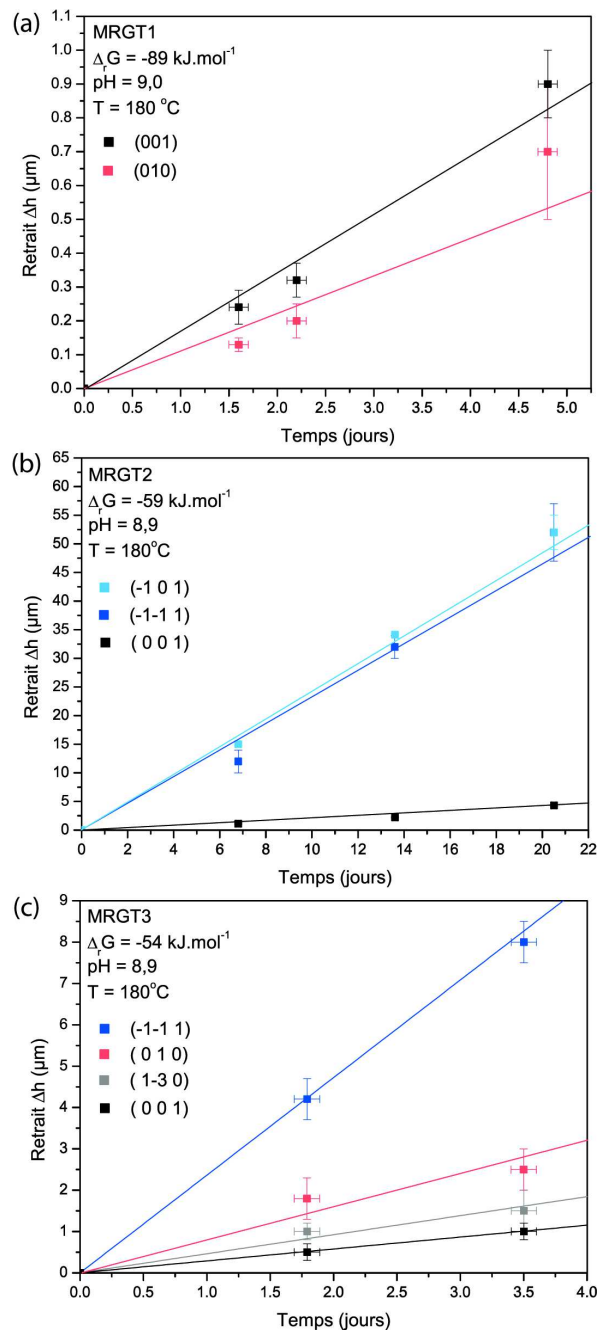 (a)
MRGT1
ΔrG = -89 kJ.mol-1
pH = 9,0
T = 180 °C
(001)
(010)
Retrait Δh (µm)
1.1
1.0
0.9
0.8
0.7
0.6
0.5
0.4
0.3
0.2
0.1
0.0
0.0 0.5 1.0 1.5 2.0 2.5 3.0 3.5 4.0 4.5 5.0
Temps (jours)
(b)
MRGT2
ΔrG = -59 kJ.mol-1
pH = 8,9
T = 180°C
(-1 0 1)
(-1-1 1)
( 0 0 1)
Retrait Δh (µm)
65
60
55
50
45
40
35
30
25
20
15
10
5
0
0 2 4 6 8 10 12 14 16 18 20 22
Temps (jours)
(c)
MRGT3
ΔrG = -54 kJ.mol-1
pH = 8,9
T = 180°C
(-1-1 1)
( 0 1 0)
( 1-3 0)
( 0 0 1)
Retrait Δh (µm)
9
8
7
6
5
4
3
2
1
0
0.0 0.5 1.0 1.5 2.0 2.5 3.0 3.5 4.0
Temps (jours)